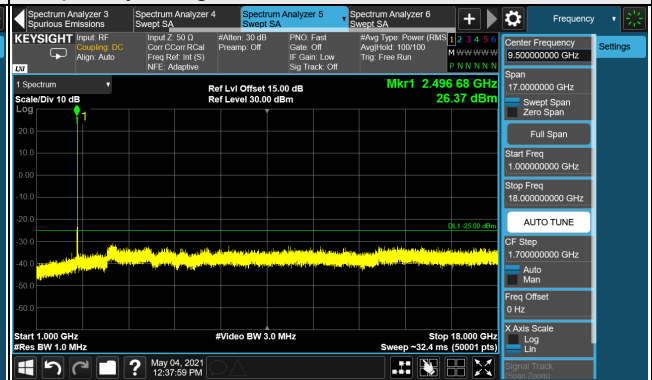 Spectrum Analyzer 3
Spurious Emissions
Spectrum Analyzer 4
Swept SA
Spectrum Analyzer 5
Swept SA
Spectrum Analyzer 6
Swept SA
+
Frequency
KEYSIGHT
LXI
Input: RF
Coupling: DC
Align: Auto
Input Z: 50 Ω
Corr CCorr RCal
Freq Ref: Int (S)
NFE: Adaptive
#Atten: 30 dB
Preamp: Off
PNO: Fast
Gate: Off
IF Gain: Low
Sig Track: Off
#Avg Type: Power (RMS
Avg|Hold: 100/100
Trig: Free Run
1 2 3 4 5 6
M W W W W W
P N N N N N
1 Spectrum
Scale/Div 10 dB
Log
Ref Lvl Offset 15.00 dB
Ref Level 30.00 dBm
Mkr1 2.496 68 GHz
26.37 dBm
1
20.0
10.0
0.00
-10.0
-20.0
-30.0
-40.0
-50.0
-60.0
DL1 -25.00 dBm
Start 1.000 GHz
#Res BW 1.0 MHz
#Video BW 3.0 MHz
Stop 18.000 GHz
Sweep ~32.4 ms (50001 pts)
Center Frequency
9.500000000 GHz
Settings
Span
17.0000000 GHz
Swept Span
Zero Span
Full Span
Start Freq
1.000000000 GHz
Stop Freq
18.000000000 GHz
AUTO TUNE
CF Step
1.700000000 GHz
Auto
Man
Freq Offset
0 Hz
X Axis Scale
Log
Lin
Signal Track
(Span Zoom)
?
May 04, 2021
12:37:59 PM